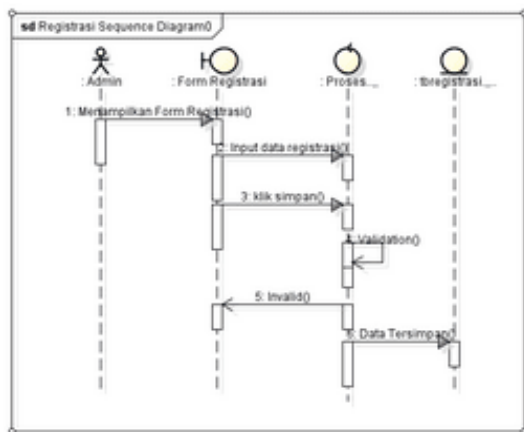 sd Registrasi Sequence Diagram0
: Admin
: Form Registrasi
: Proses...
: tbregistrasi_...
1: Menampilkan Form Registrasi()
2: Input data registrasi()
3: klik simpan()
4: Validation()
5: Invalid()
6: Data Tersimpan()